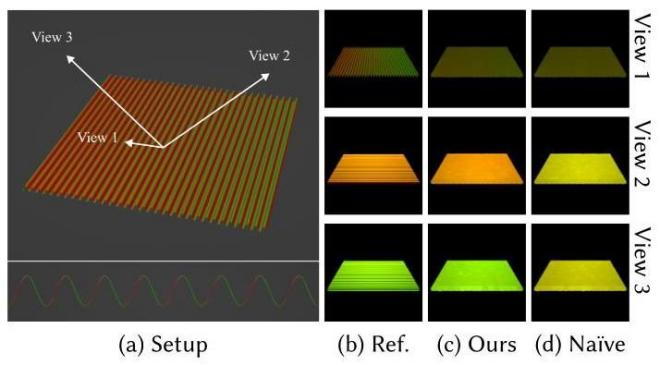 View 3
View 2
View 1
View 1
View 2
View 3
(a) Setup
(b) Ref.
(c) Ours
(d) Naïve